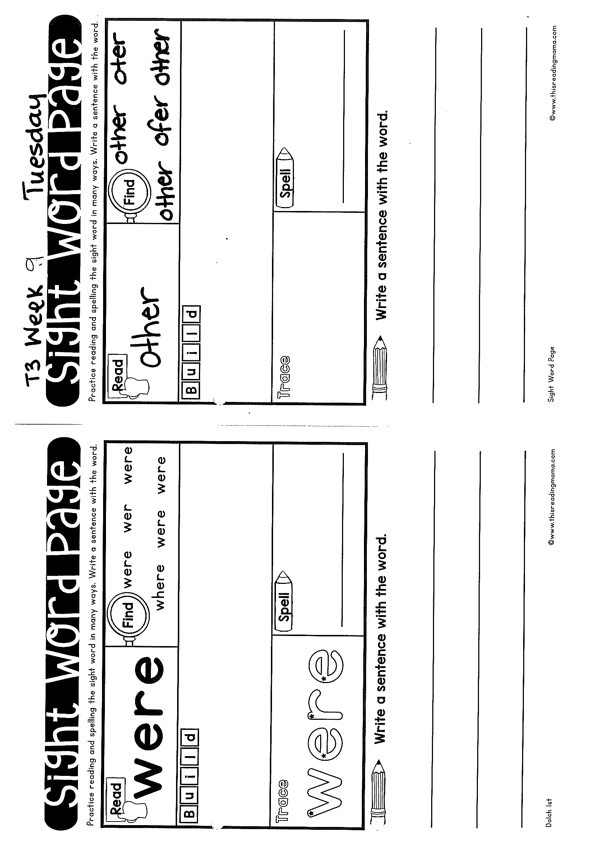 Sight Word Page
Practice reading and spelling the sight word in many ways. Write a sentence with the word.
Read
were
Find
were wer were
where were were
Build
Trace
were
Spell
Write a sentence with the word.
Dolch 1st
©www.thisreadingmama.com
T3 Week 9 Tuesday
Sight Word Page
Practice reading and spelling the sight word in many ways. Write a sentence with the word.
Read
other
Find
other oter
other ofer other
Build
Trace
Spell
Write a sentence with the word.
Sight Word Page
©www.thisreadingmama.com